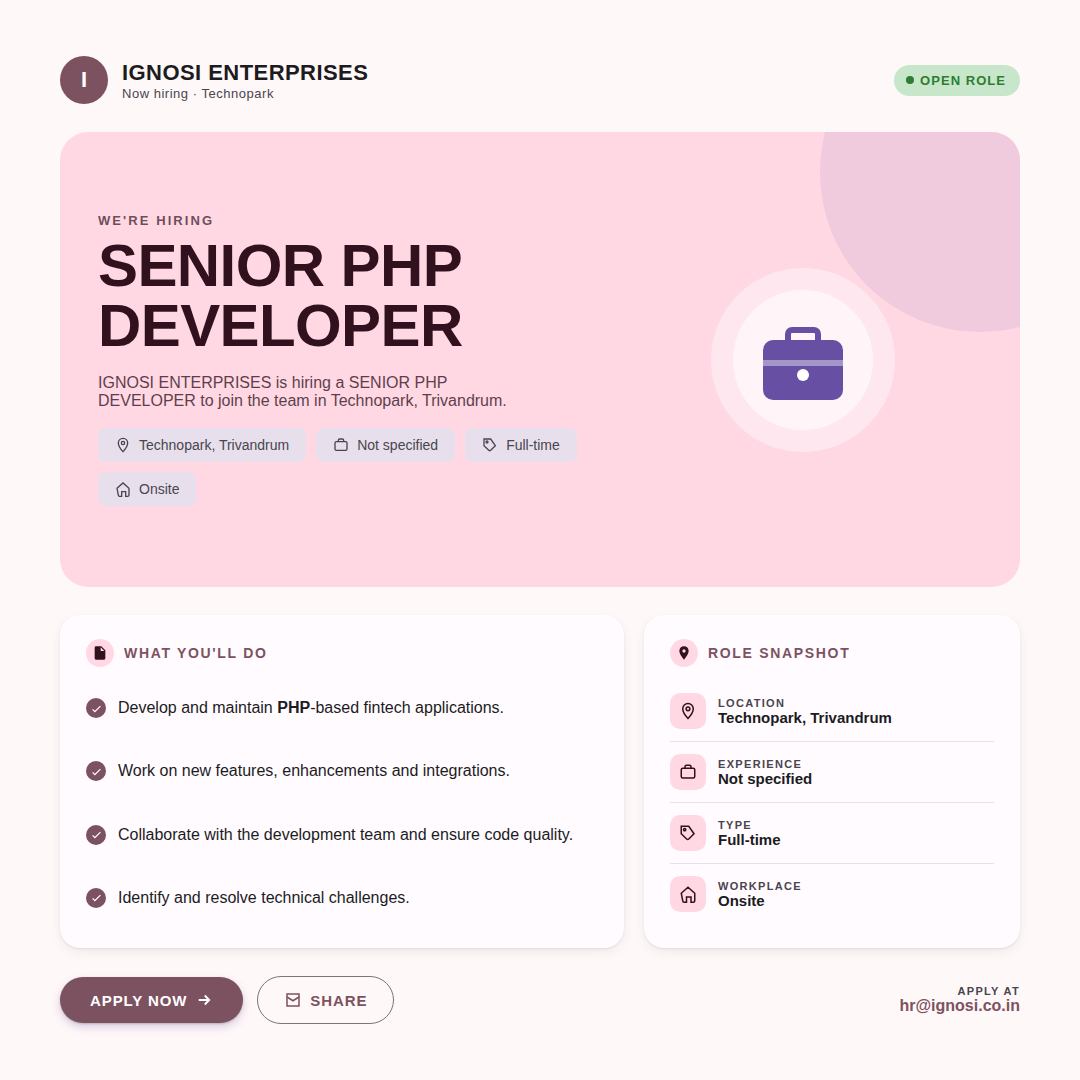 I
IGNOSI ENTERPRISES
Now hiring · Technopark
OPEN ROLE
WE'RE HIRING
SENIOR PHP
DEVELOPER
IGNOSI ENTERPRISES is hiring a SENIOR PHP
DEVELOPER to join the team in Technopark, Trivandrum.
Technopark, Trivandrum
Not specified
Full-time
Onsite
WHAT YOU'LL DO
Develop and maintain PHP-based fintech applications.
Work on new features, enhancements and integrations.
Collaborate with the development team and ensure code quality.
Identify and resolve technical challenges.
ROLE SNAPSHOT
LOCATION
Technopark, Trivandrum
EXPERIENCE
Not specified
TYPE
Full-time
WORKPLACE
Onsite
APPLY NOW
SHARE
APPLY AT
hr@ignosi.co.in